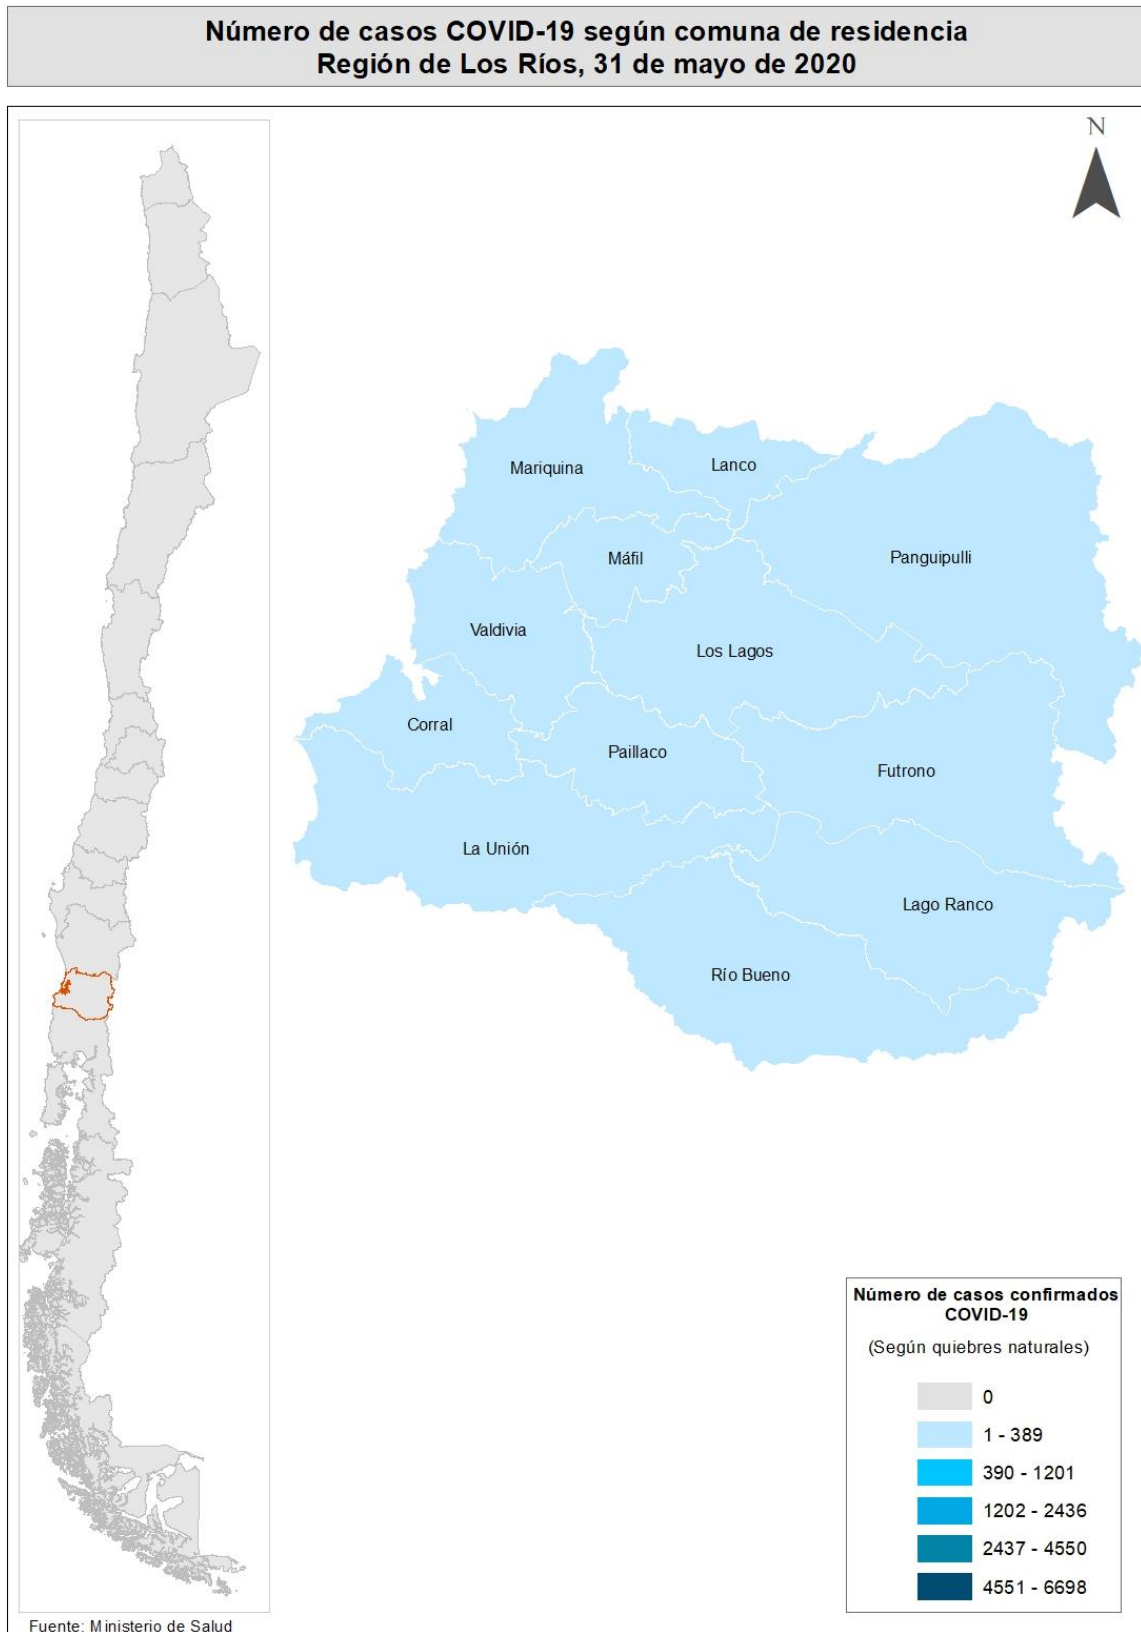 Número de casos COVID-19 según comuna de residencia
Región de Los Ríos, 31 de mayo de 2020
N
Mariquina
Lanco
Máfil
Panguipulli
Valdivia
Los Lagos
Corral
Paillaco
Futrono
La Unión
Lago Ranco
Río Bueno
Número de casos confirmados
COVID-19
(Según quiebres naturales)
0
1 - 389
390 - 1201
1202 - 2436
2437 - 4550
4551 - 6698
Fuente: Ministerio de Salud